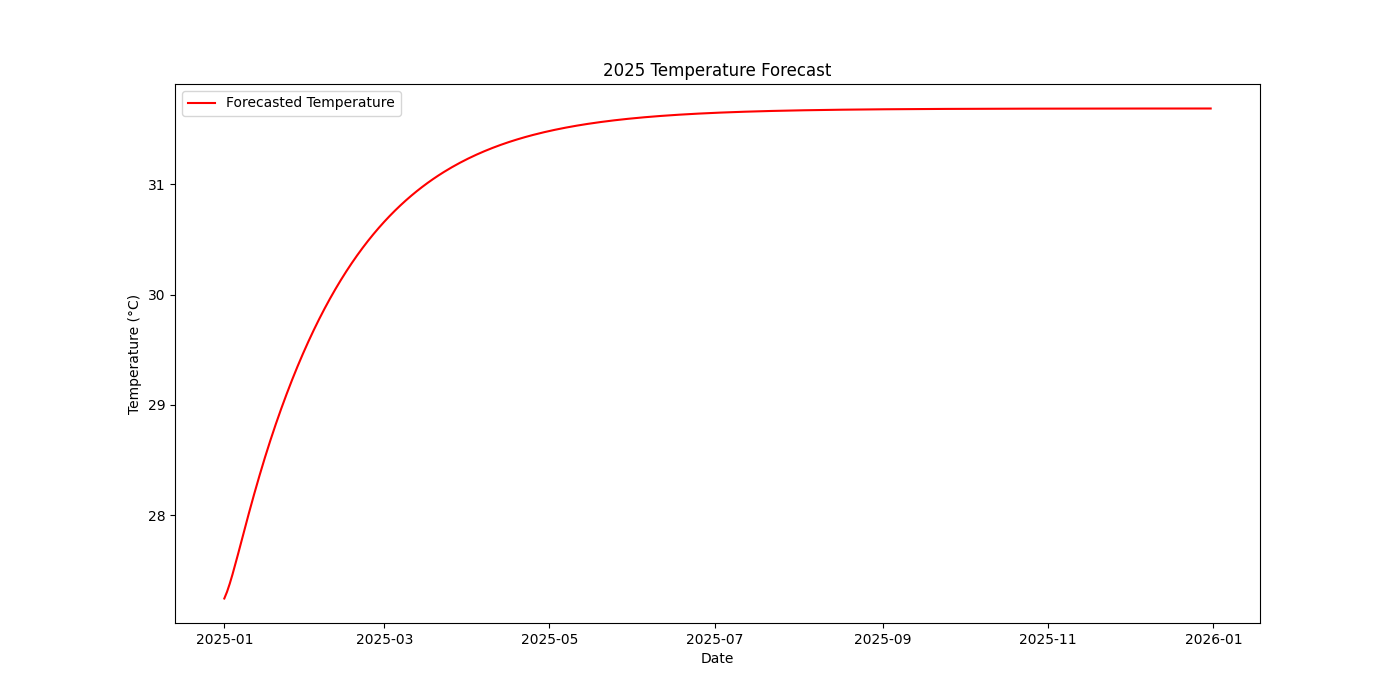 2025 Temperature Forecast
Forecasted Temperature
Temperature (°C)
31
30
29
28
2025-01 2025-03 2025-05 2025-07 2025-09 2025-11 2026-01
Date